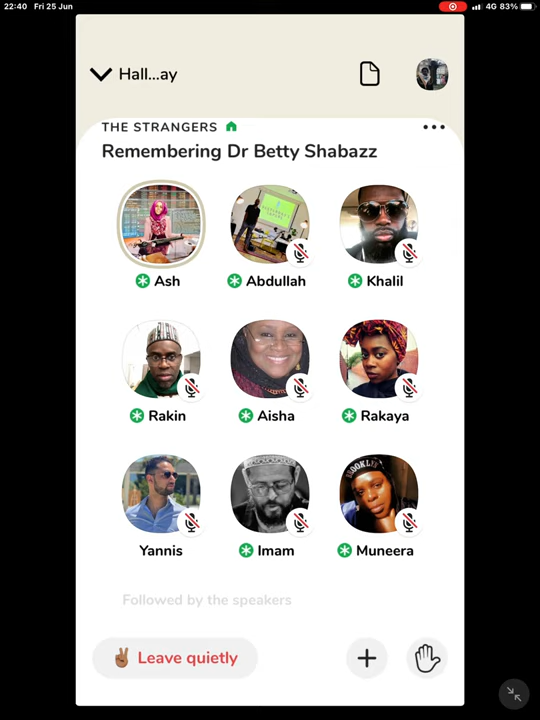 22:40 Fri 25 Jun 4G 83%
Hall...ay
THE STRANGERS
Remembering Dr Betty Shabazz
Ash Abdullah Khalil
Rakin Aisha Rakaya
BROOKLYN
Yannis Imam Muneera
Followed by the speakers
Leave quietly